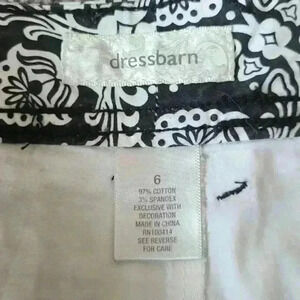 dressbarn
6
97% COTTON
3% SPANDEX
EXCLUSIVE WITH
DECORATION
MADE IN CHINA
RN100414
SEE REVERSE
FOR CARE